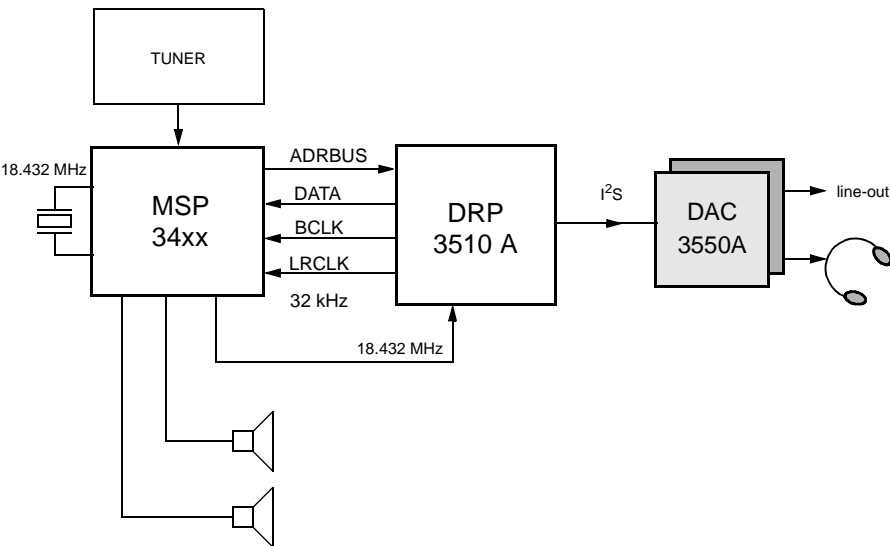 TUNER
18.432 MHz
MSP
34xx
ADRBUS
DATA
BCLK
LRCLK
32 kHz
18.432 MHz
DRP
3510 A
I²S
DAC
3550A
line-out